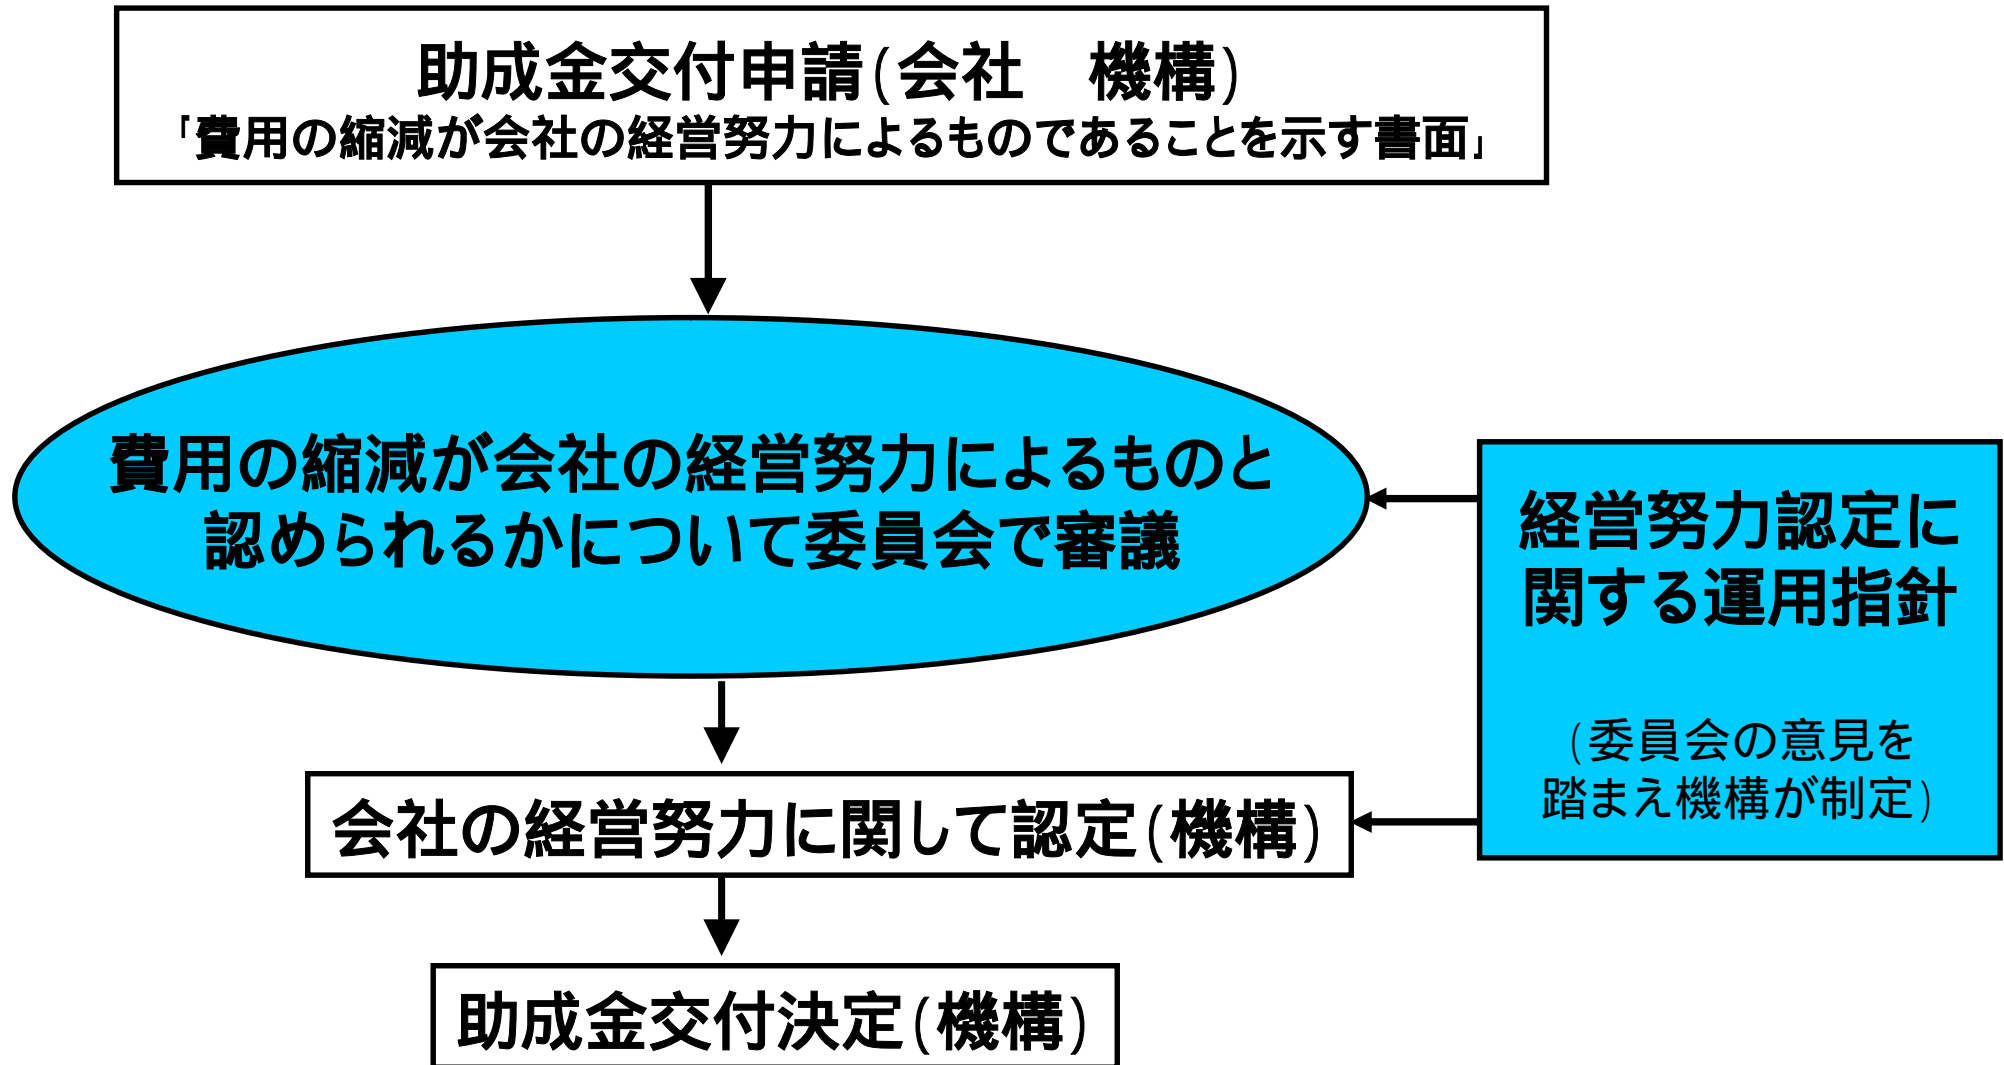 助成金交付申請(会社　機構)
「費用の縮減が会社の経営努力によるものであることを示す書面」
費用の縮減が会社の経営努力によるものと
認められるかについて委員会で審議
経営努力認定に
関する運用指針
(委員会の意見を
踏まえ機構が制定)
会社の経営努力に関して認定(機構)
助成金交付決定(機構)